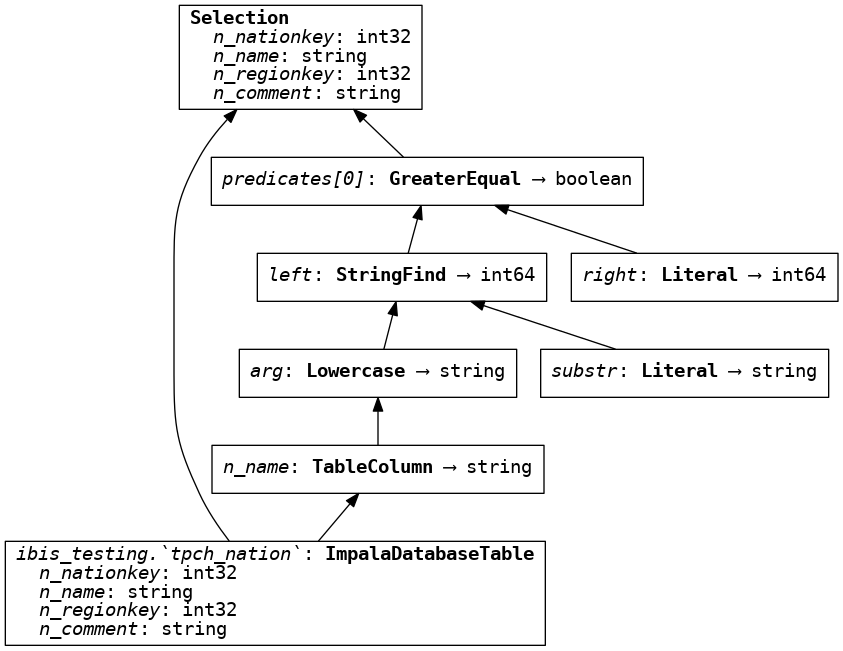 Selection
n_nationkey: int32
n_name: string
n_regionkey: int32
n_comment: string
predicates[0]: GreaterEqual → boolean
left: StringFind → int64
right: Literal → int64
arg: Lowercase → string
substr: Literal → string
n_name: TableColumn → string
ibis_testing.`tpch_nation`: ImpalaDatabaseTable
n_nationkey: int32
n_name: string
n_regionkey: int32
n_comment: string